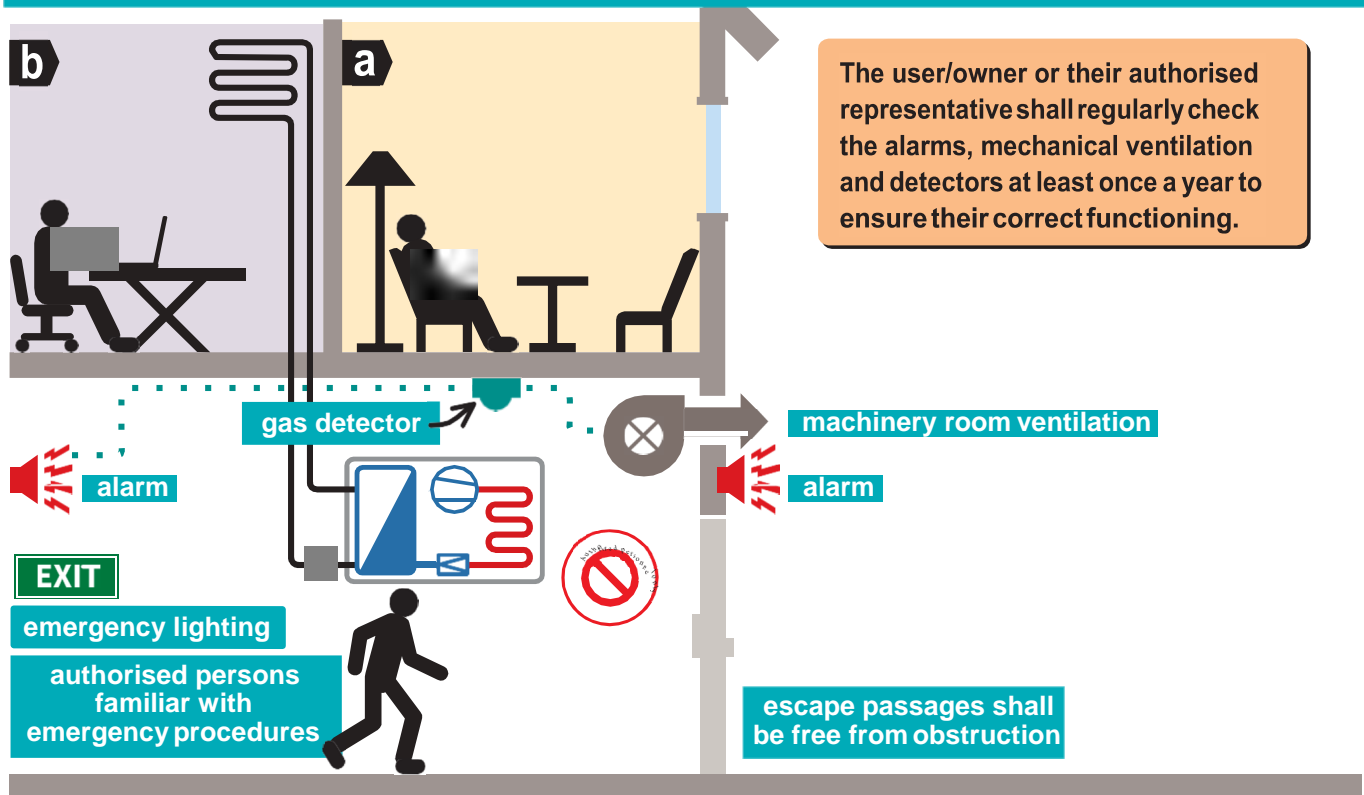 b
a
The user/owner or their authorised
representative shall regularly check
the alarms, mechanical ventilation
and detectors at least once a year to
ensure their correct functioning.
gas detector
machinery room ventilation
alarm
alarm
EXIT
emergency lighting
authorised persons
familiar with
emergency procedures
escape passages shall
be free from obstruction